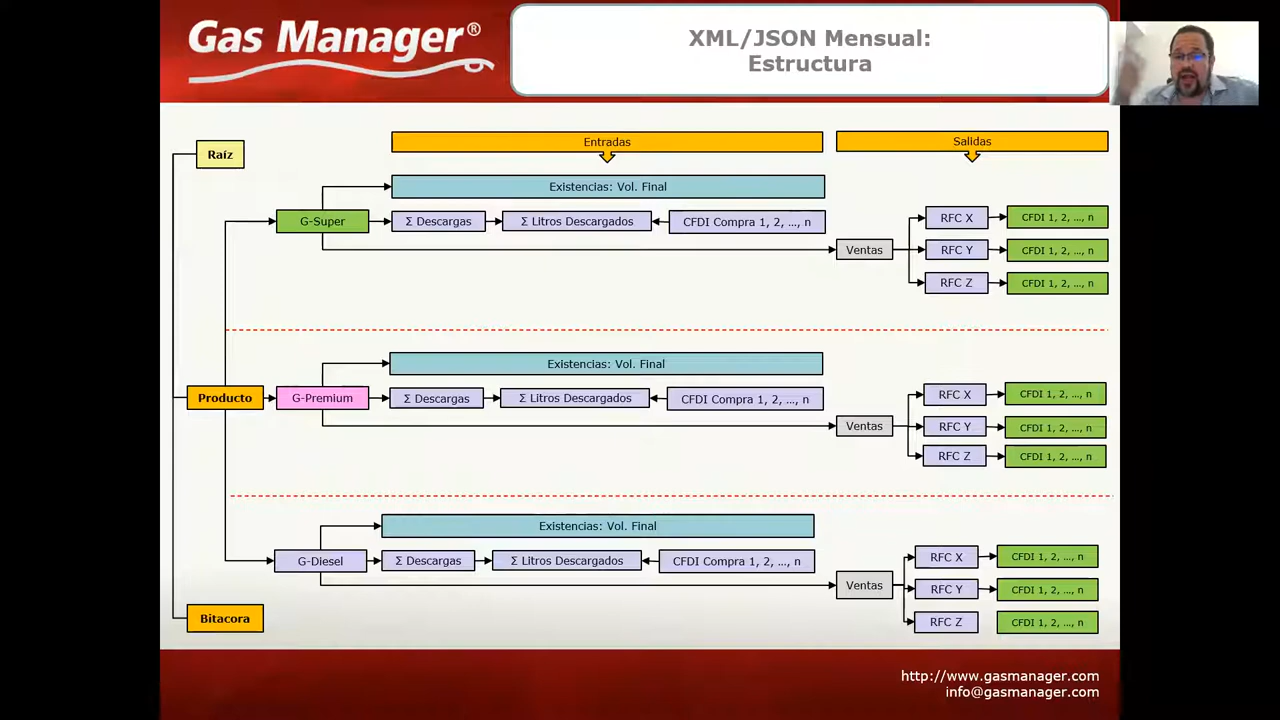 Gas Manager®
XML/JSON Mensual:
Estructura
Raíz
Entradas
Salidas
Existencias: Vol. Final
G-Super
Σ Descargas
Σ Litros Descargados
CFDI Compra 1, 2, ..., n
Ventas
RFC X
CFDI 1, 2, ..., n
RFC Y
CFDI 1, 2, ..., n
RFC Z
CFDI 1, 2, ..., n
Producto
Existencias: Vol. Final
G-Premium
Σ Descargas
Σ Litros Descargados
CFDI Compra 1, 2, ..., n
Ventas
RFC X
CFDI 1, 2, ..., n
RFC Y
CFDI 1, 2, ..., n
RFC Z
CFDI 1, 2, ..., n
Existencias: Vol. Final
G-Diesel
Σ Descargas
Σ Litros Descargados
CFDI Compra 1, 2, ..., n
Ventas
RFC X
CFDI 1, 2, ..., n
RFC Y
CFDI 1, 2, ..., n
RFC Z
CFDI 1, 2, ..., n
Bitacora
http://www.gasmanager.com
info@gasmanager.com